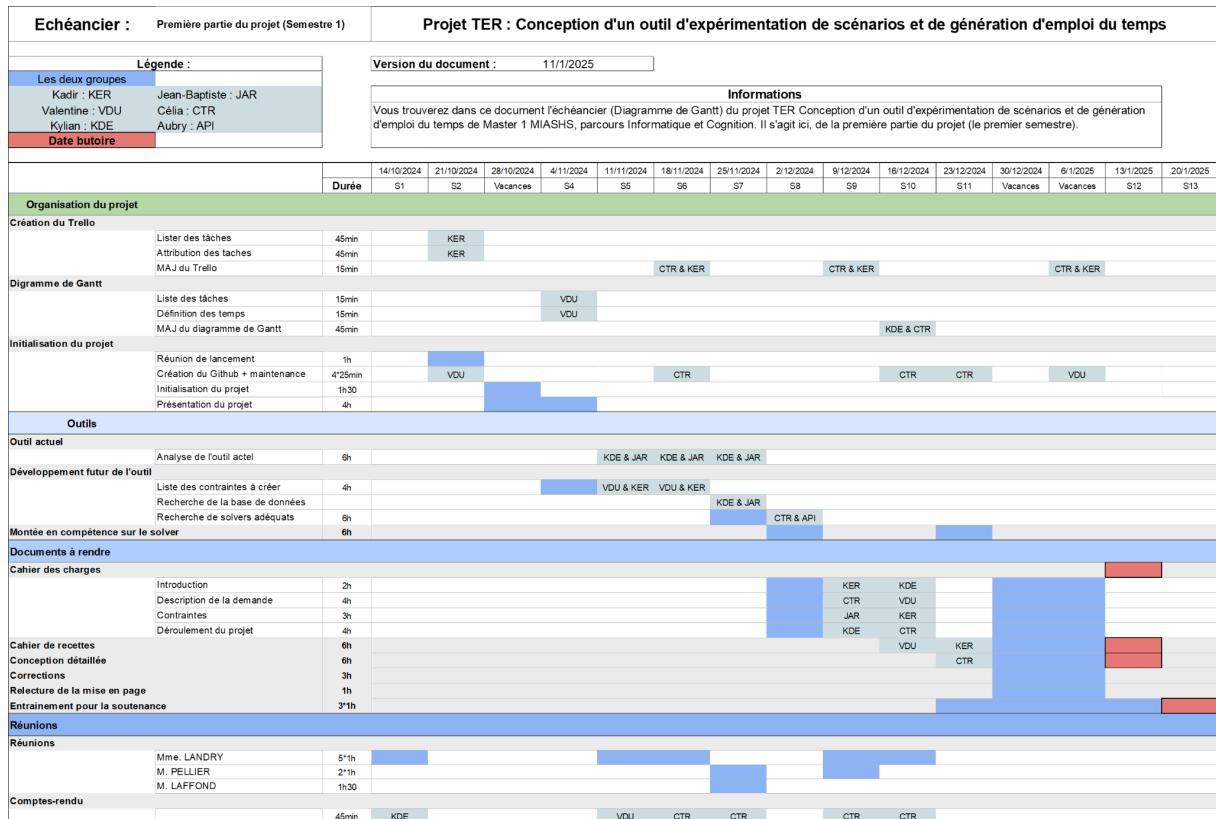 Echéancier : Première partie du projet (Semestre 1) Projet TER : Conception d'un outil d'expérimentation de scénarios et de génération d'emploi du temps
Légende : Version du document : 11/1/2025
Les deux groupes
Kadir : KER Jean-Baptiste : JAR
Valentine : VDU Célia : CTR
Kylian : KDE Aubry : API
Date butoire
Informations
Vous trouverez dans ce document l'échéancier (Diagramme de Gantt) du projet TER Conception d'un outil d'expérimentation de scénarios et de génération
d'emploi du temps de Master 1 MIASHS, parcours Informatique et Cognition. Il s'agit ici, de la première partie du projet (le premier semestre).
14/10/2024 21/10/2024 28/10/2024 4/11/2024 11/11/2024 18/11/2024 25/11/2024 2/12/2024 9/12/2024 16/12/2024 23/12/2024 30/12/2024 6/1/2025 13/1/2025 20/1/2025
Durée S1 S2 Vacances S4 S5 S6 S7 S8 S9 S10 S11 Vacances Vacances S12 S13
Organisation du projet
Création du Trello
Lister des tâches 45min KER
Attribution des taches 45min KER
MAJ du Trello 15min CTR & KER CTR & KER CTR & KER
Digramme de Gantt
Liste des tâches 15min VDU
Définition des temps 15min VDU
MAJ du diagramme de Gantt 45min KDE & CTR
Initialisation du projet
Réunion de lancement 1h
Création du Github + maintenance 4*25min VDU CTR CTR CTR VDU
Initialisation du projet 1h30
Présentation du projet 4h
Outils
Outil actuel
Analyse de l'outil actel 6h KDE & JAR KDE & JAR KDE & JAR
Développement futur de l'outil
Liste des contraintes à créer 4h VDU & KER VDU & KER
Recherche de la base de données KDE & JAR
Recherche de solvers adéquats 6h CTR & API
Montée en compétence sur le solver 6h
Documents à rendre
Cahier des charges
Introduction 2h KER KDE
Description de la demande 4h CTR VDU
Contraintes 3h JAR KER
Déroulement du projet 4h KDE CTR
Cahier de recettes 6h VDU KER
Conception détaillée 6h CTR
Corrections 3h
Relecture de la mise en page 1h
Entrainement pour la soutenance 3*1h
Réunions
Réunions
Mme. LANDRY 5*1h
M. PELLIER 2*1h
M. LAFFOND 1h30
Comptes-rendu
45min KDE VDU CTR CTR CTR CTR